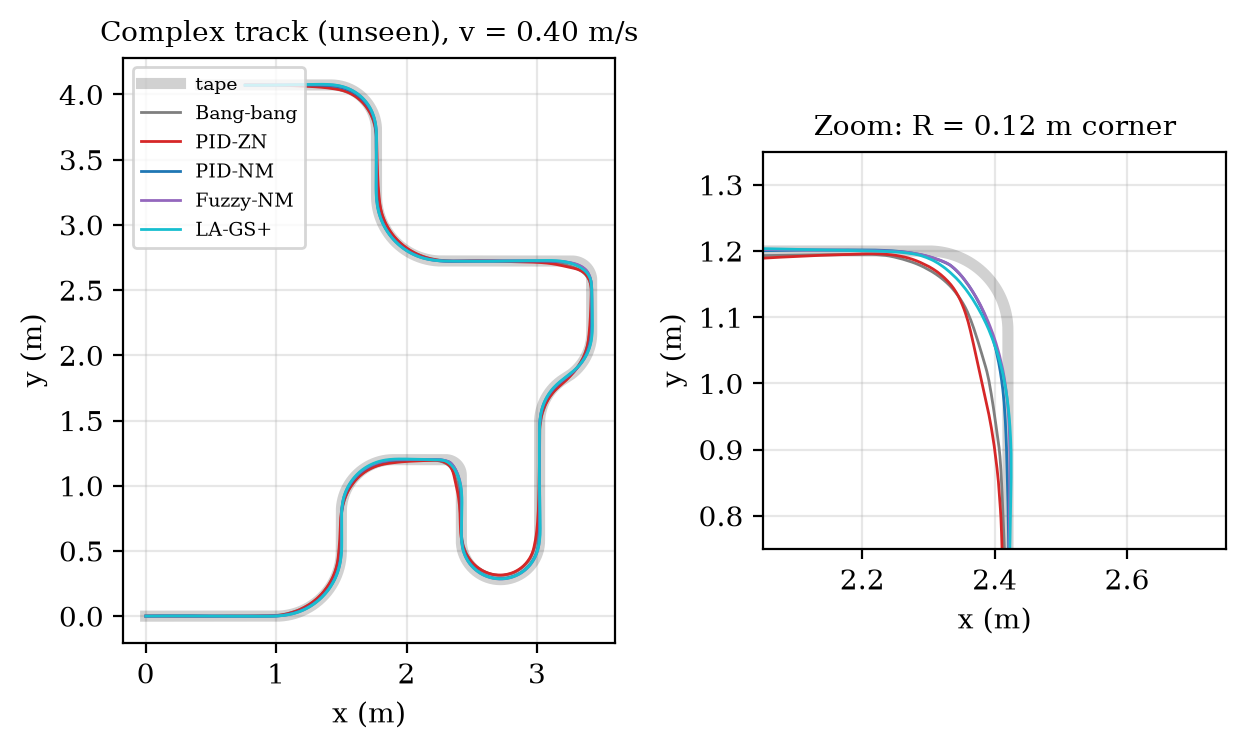 Complex track (unseen), v = 0.40 m/s
tape
Bang-bang
PID-ZN
PID-NM
Fuzzy-NM
LA-GS+
4.0
3.5
3.0
2.5
2.0
1.5
1.0
0.5
0.0
y (m)
0
1
2
3
x (m)
Zoom: R = 0.12 m corner
1.3
1.2
1.1
1.0
0.9
0.8
y (m)
2.2
2.4
2.6
x (m)